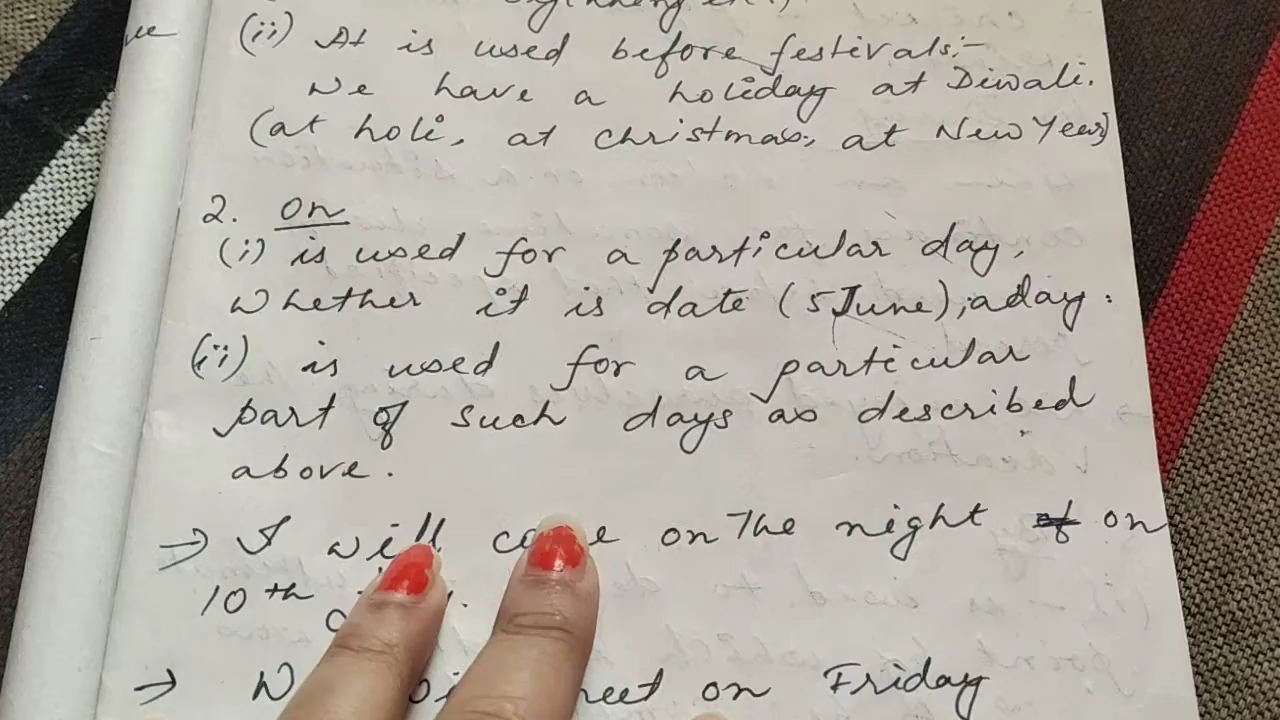 (ii) At is used before festivals:-
We have a holiday at Diwali.
(at holi, at christmas, at New Year)
2. on
(i) is used for a particular day,
Whether it is date (5 June), a day.
(ii) is used for a particular
part of such days as described
above.
→ I will come on The night of on
10th
→ meet on Friday